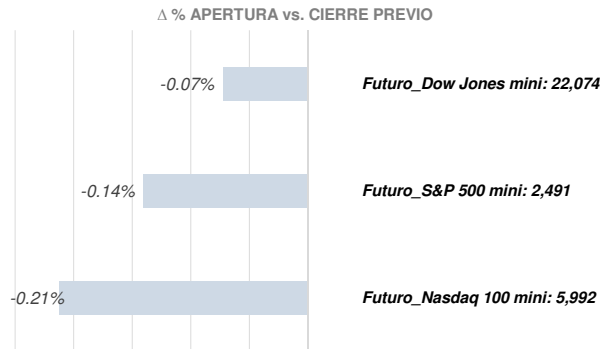 Δ % APERTURA vs. CIERRE PREVIO
-0.07%
Futuro_Dow Jones mini: 22,074
-0.14%
Futuro_S&P 500 mini: 2,491
-0.21%
Futuro_Nasdaq 100 mini: 5,992